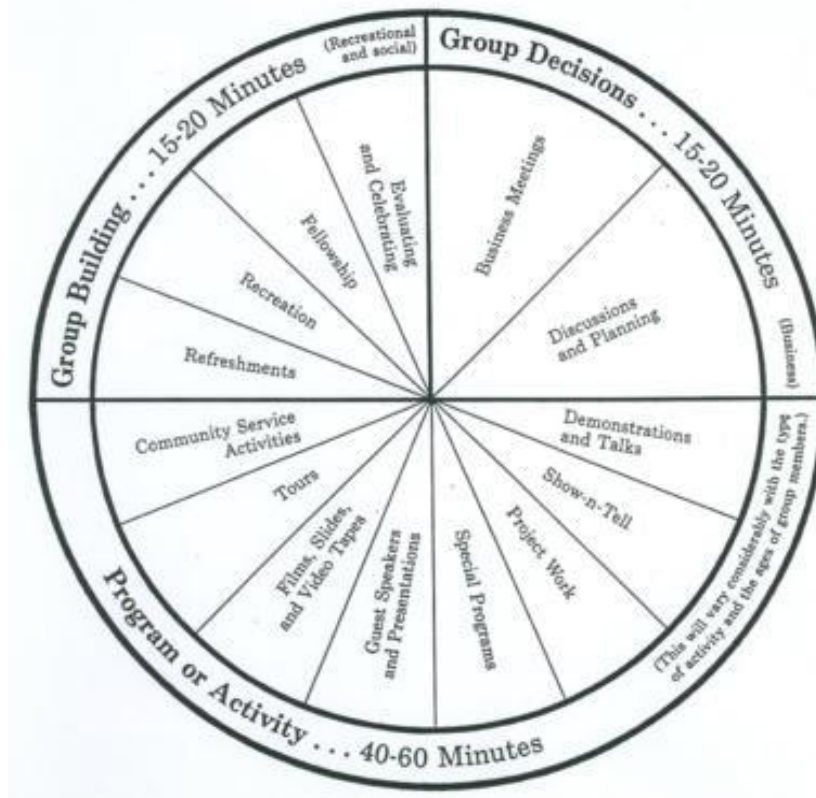 Group Decisions . . . 15-20 Minutes
(Business)
Business Meetings
Discussions
and Planning
Group Building . . . 15-20 Minutes
(Recreational
and social)
Evaluating
and Celebrating
Fellowship
Recreation
Refreshments
Program or Activity . . . 40-60 Minutes
(This will vary considerably with the type
of activity and the ages of group members.)
Community Service
Activities
Tours
Films, Slides,
and Video Tapes
Guest Speakers
and Presentations
Special Programs
Project Work
Show-n-Tell
Demonstrations
and Talks